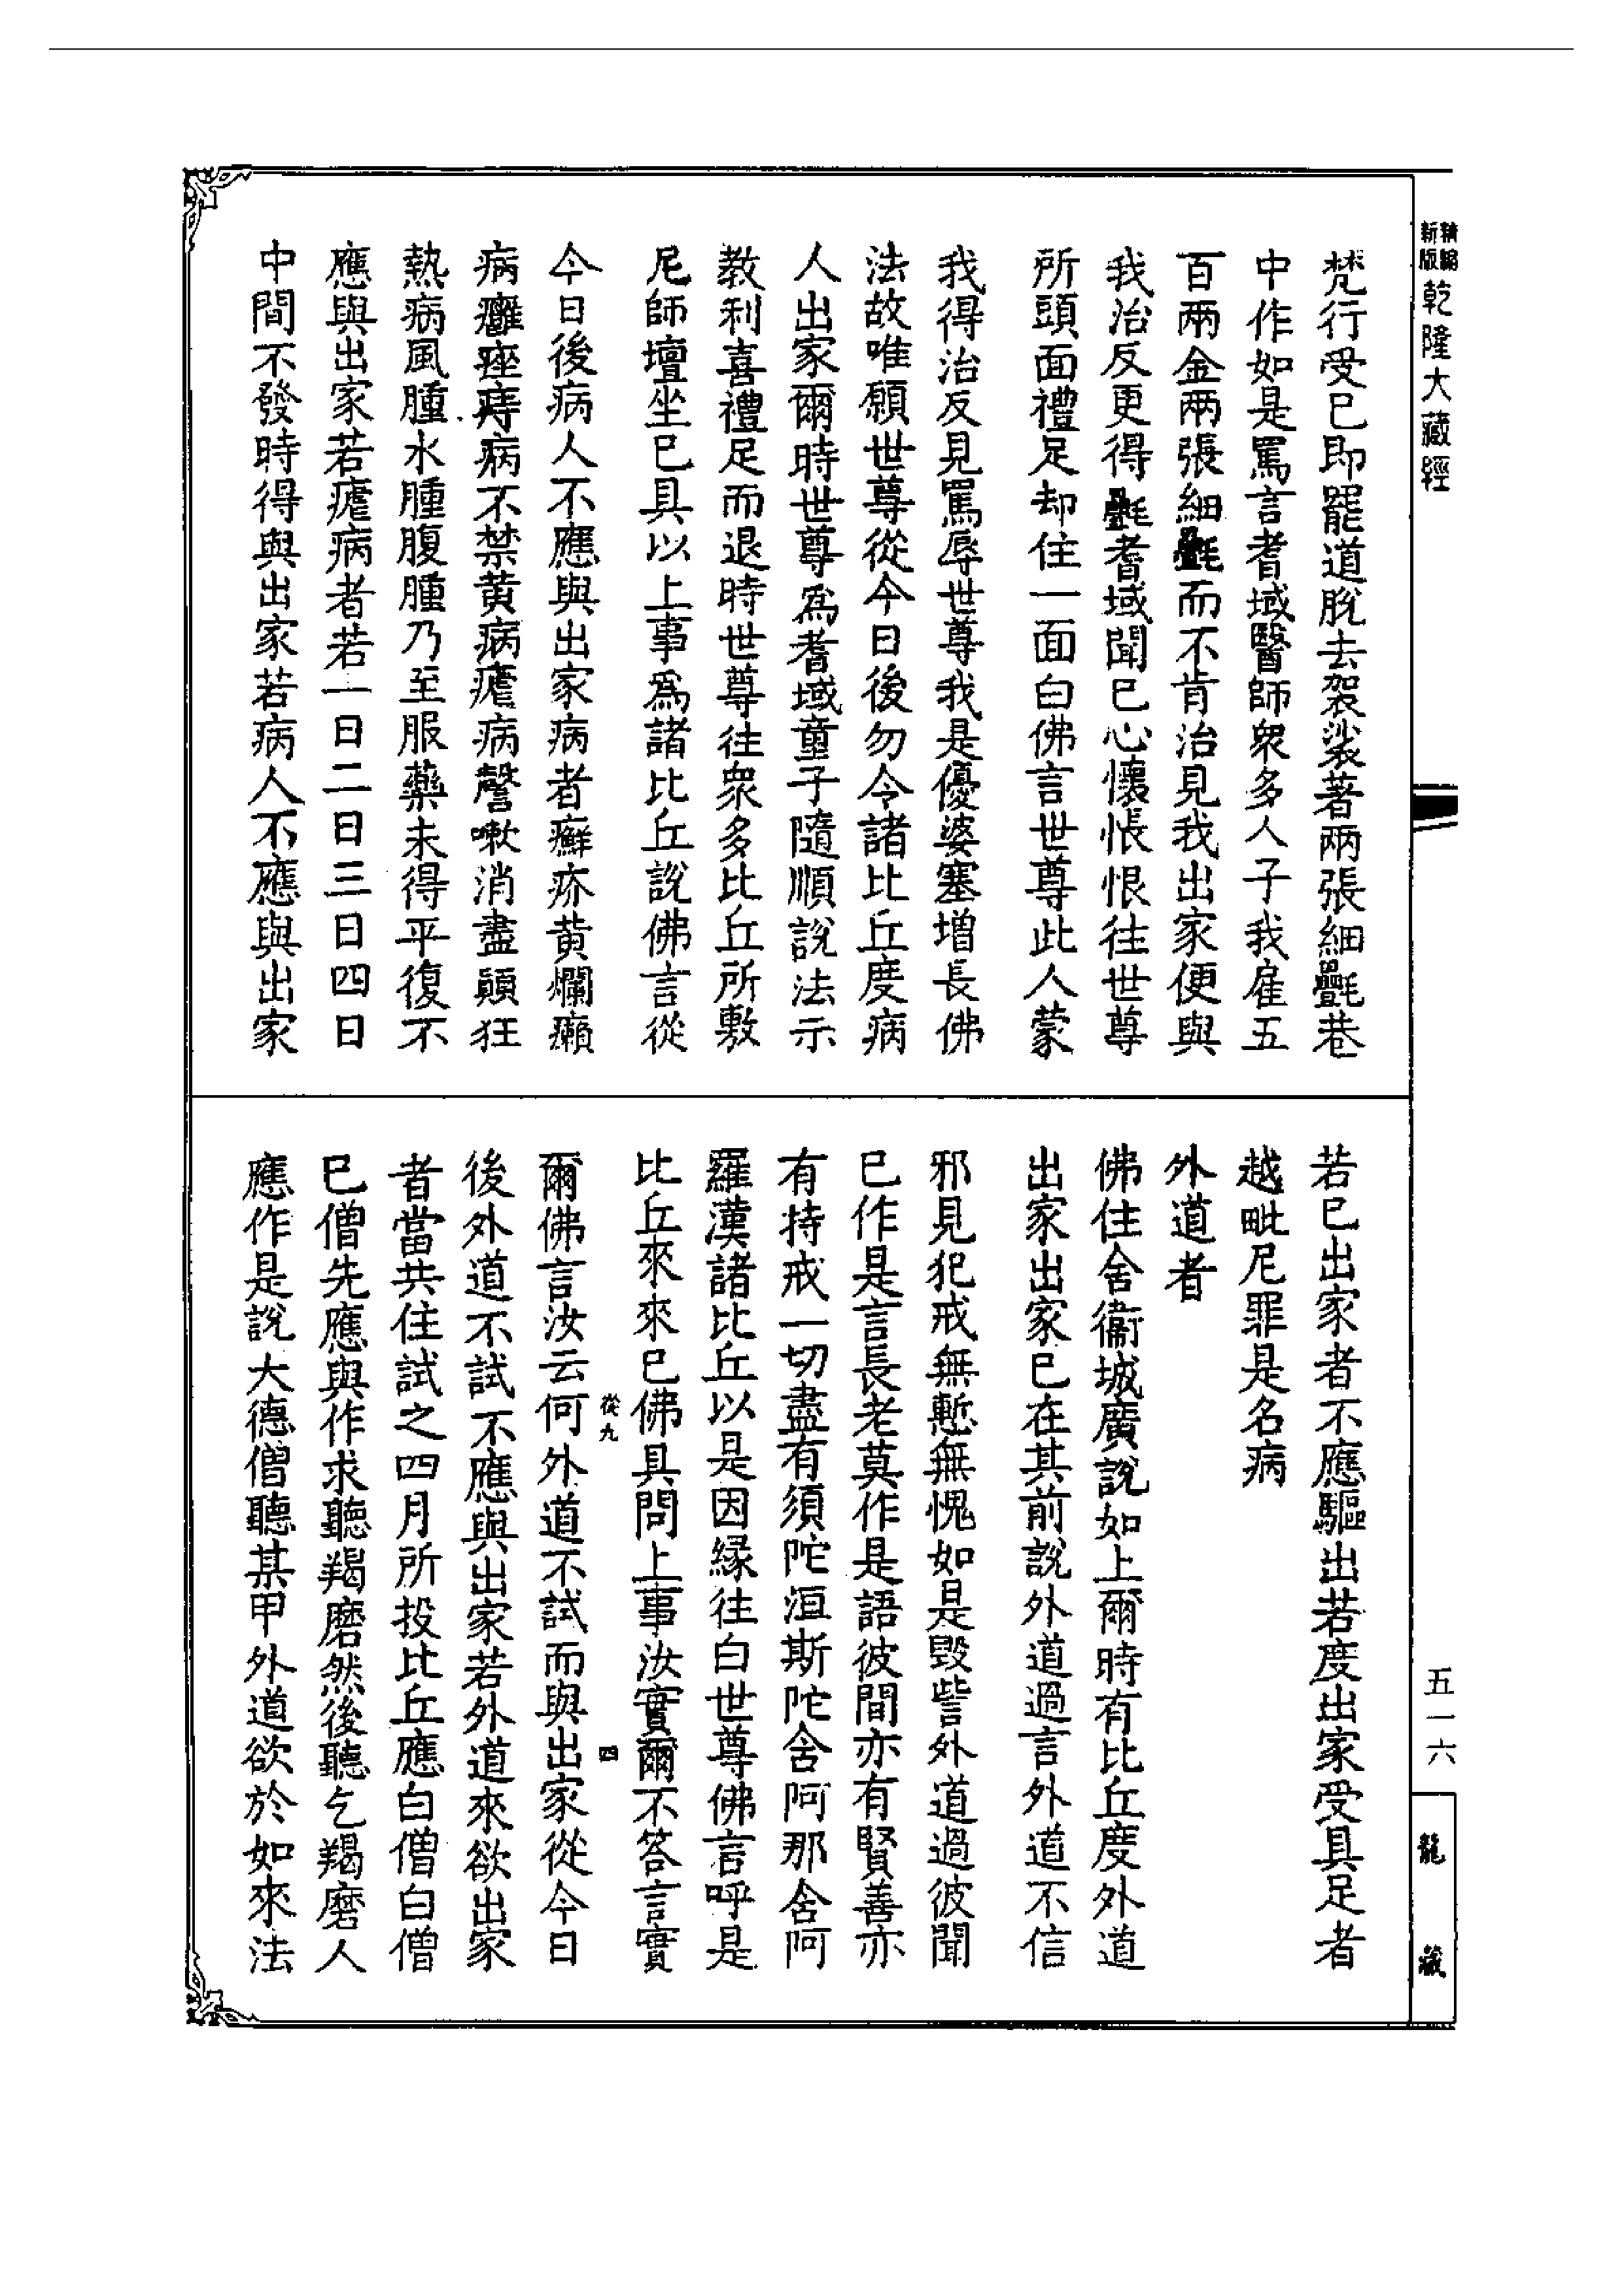 新編縮版乾隆大藏經
梵行受已即罷道脫去袈裟著兩張細㲲巷
中作如是罵言耆域醫師衆多人子我雇五
百兩金兩張細㲲而不肯治見我出家便與
我治反更得㲲耆域聞已心懷悵恨往世尊
所頭面禮足却住一面白佛言世尊此人蒙
我得治反見罵辱世尊我是優婆塞增長佛
法故唯願世尊從今日後勿令諸比丘度病
人出家爾時世尊爲耆域童子隨順說法示
教利喜禮足而退時世尊往衆多比丘所敷
尼師壇坐已具以上事爲諸比丘說佛言從
今日後病人不應與出家病者癬疥黃爛癩
病癰痤痔病不禁黃病瘧病謦嗽消盡顛狂
熱病風腫水腫腹腫乃至服藥未得平復不
應與出家若瘧病者若一日二日三日四日
中間不發時得與出家若病人不應與出家
若已出家者不應驅出若度出家受具足者
越毗尼罪是名病
外道者
佛住舍衞城廣說如上爾時有比丘度外道
出家出家已在其前說外道過言外道不信
邪見犯戒無慙無愧如是毀訾外道過彼聞
已作是言長老莫作是語彼間亦有賢善亦
有持戒一切盡有須陀洹斯陀含阿那含阿
羅漢諸比丘以是因緣往白世尊佛言呼是
比丘來來已佛具問上事汝實爾不答言實
從九 四
爾佛言汝云何外道不試而與出家從今日
後外道不試不應與出家若外道來欲出家
者當共住試之四月所投比丘應白僧白僧
已僧先應與作求聽羯磨然後聽乞羯磨人
應作是說大德僧聽某甲外道欲於如來法
五一六
龍藏